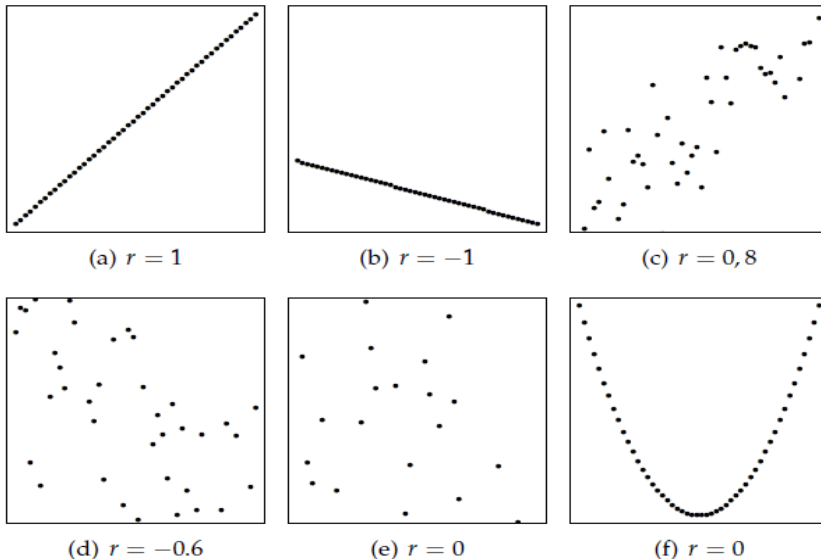 (a) r = 1
(b) r = −1
(c) r = 0, 8
(d) r = −0.6
(e) r = 0
(f) r = 0